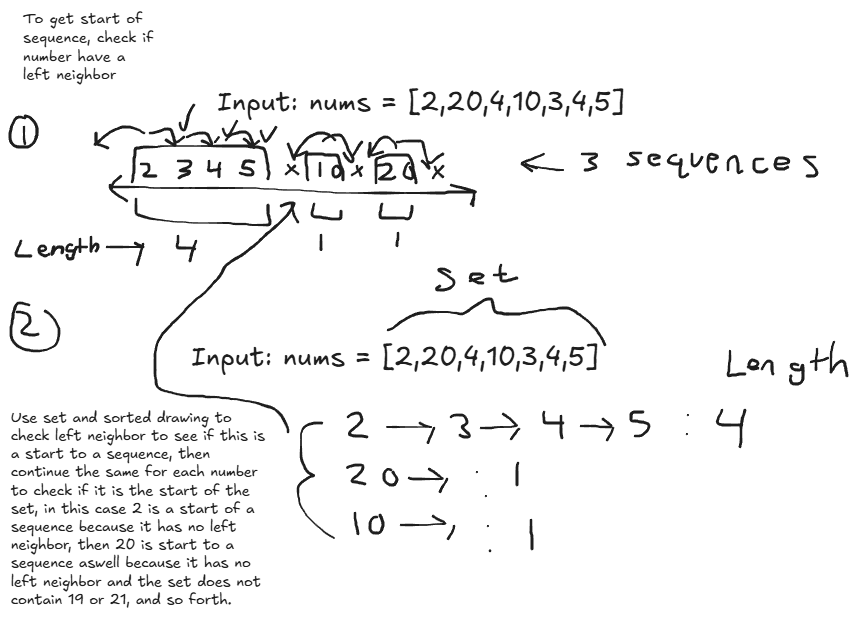 To get start of
sequence, check if
number have a
left neighbor
Input: nums = [2,20,4,10,3,4,5]
1
2 3 4 5 x 10 x 20 x
← 3 sequences
Length → 4 1 1
Set
2
Input: nums = [2,20,4,10,3,4,5]
Length
Use set and sorted drawing to
check left neighbor to see if this is
a start to a sequence, then
continue the same for each number
to check if it is the start of the
set, in this case 2 is a start of a
sequence because it has no left
neighbor, then 20 is start to a
sequence aswell because it has no
left neighbor and the set does not
contain 19 or 21, and so forth.
2 → 3 → 4 → 5 : 4
20 → : 1
10 → : 1